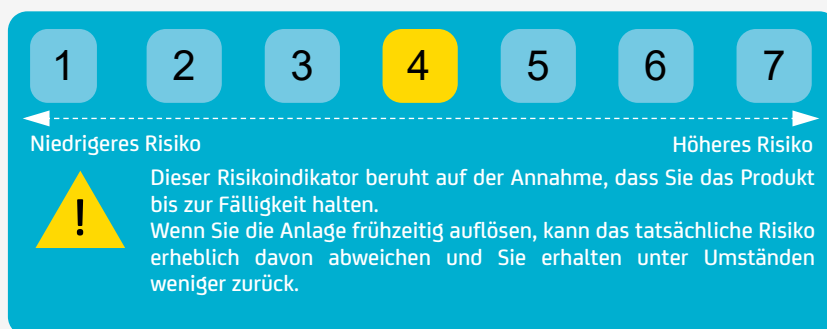 1 2 3 4 5 6 7
Niedrigeres Risiko Höheres Risiko
! Dieser Risikoindikator beruht auf der Annahme, dass Sie das Produkt
bis zur Fälligkeit halten.
Wenn Sie die Anlage frühzeitig auflösen, kann das tatsächliche Risiko
erheblich davon abweichen und Sie erhalten unter Umständen
weniger zurück.